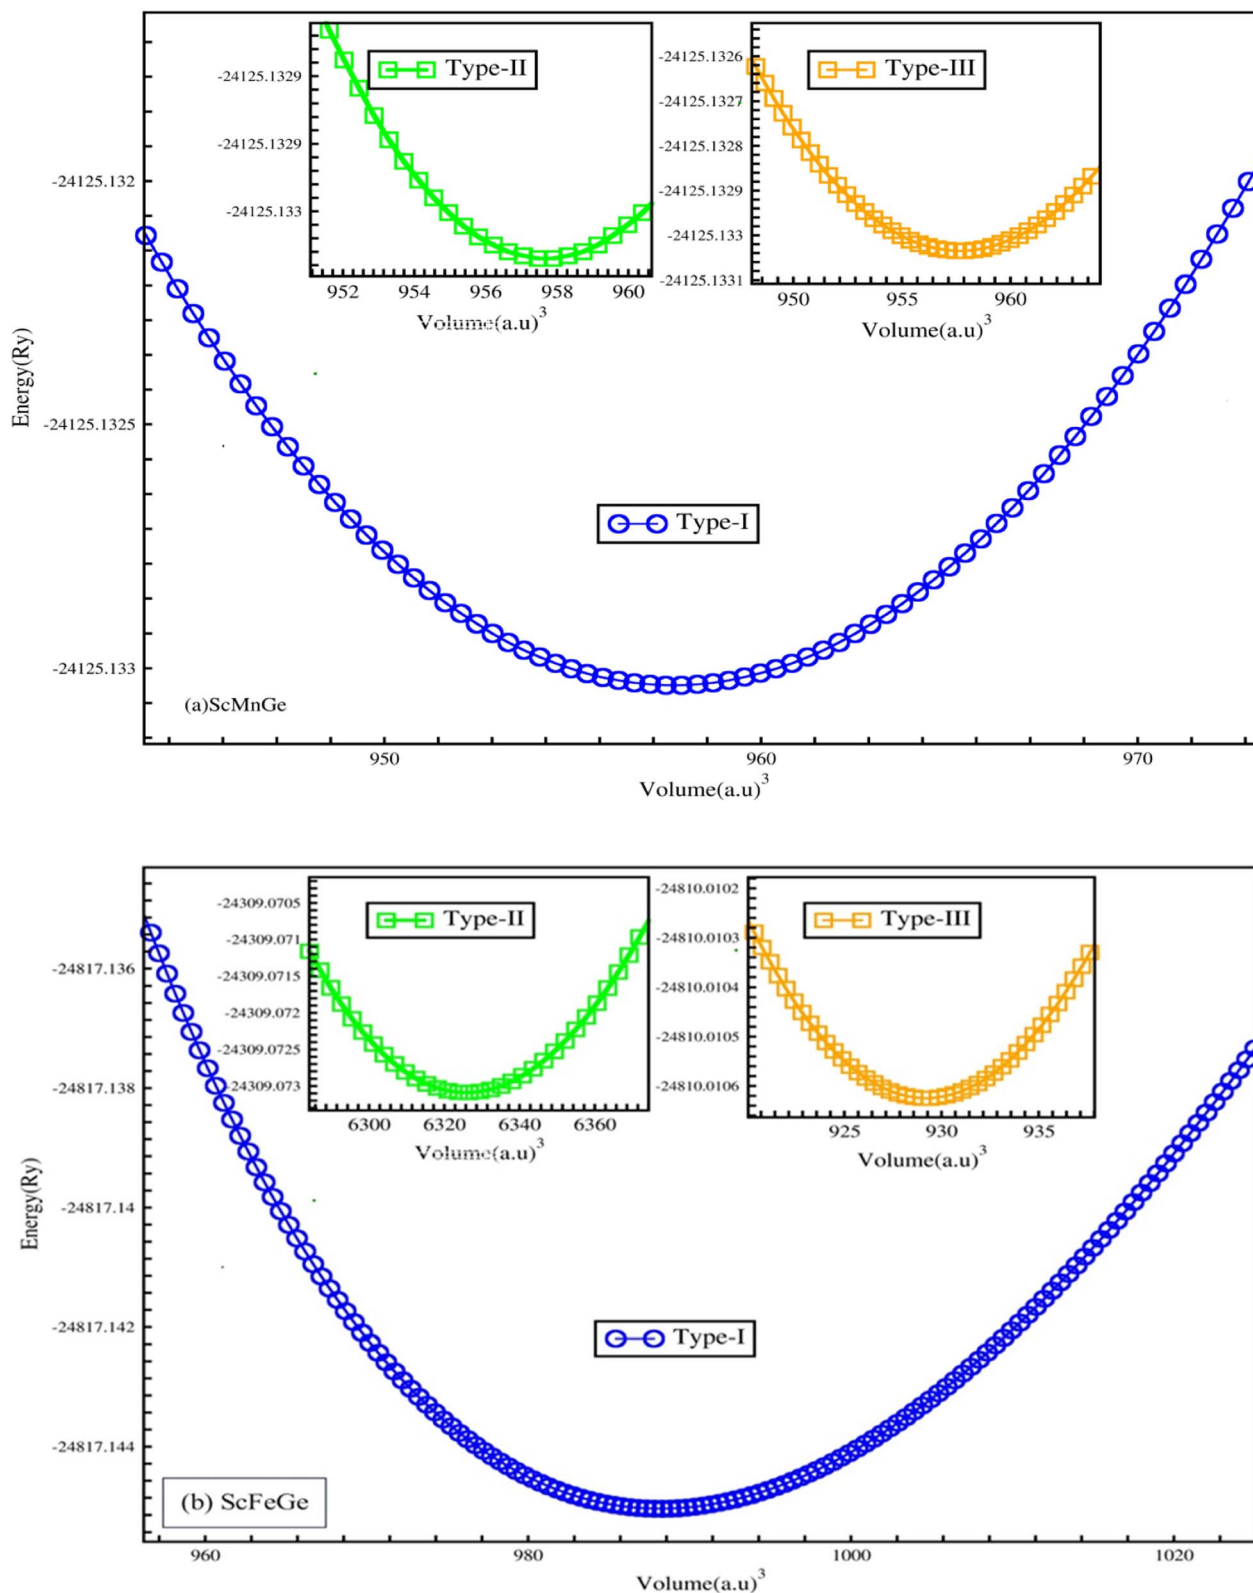 -24125.1329
-24125.1329
-24125.133
Type-II
952 954 956 958 960
Volume(a.u)^3
-24125.1326
-24125.1327
-24125.1328
-24125.1329
-24125.133
-24125.1331
Type-III
950 955 960
Volume(a.u)^3
Energy(Ry)
-24125.132
-24125.1325
-24125.133
Type-I
(a)ScMnGe
950 960 970
Volume(a.u)^3
-24309.0705
-24309.071
-24309.0715
-24309.072
-24309.0725
-24309.073
Type-II
6300 6320 6340 6360
Volume(a.u)^3
-24810.0102
-24810.0103
-24810.0104
-24810.0105
-24810.0106
Type-III
925 930 935
Volume(a.u)^3
Energy(Ry)
-24817.136
-24817.138
-24817.14
-24817.142
-24817.144
Type-I
(b) ScFeGe
960 980 1000 1020
Volume(a.u)^3